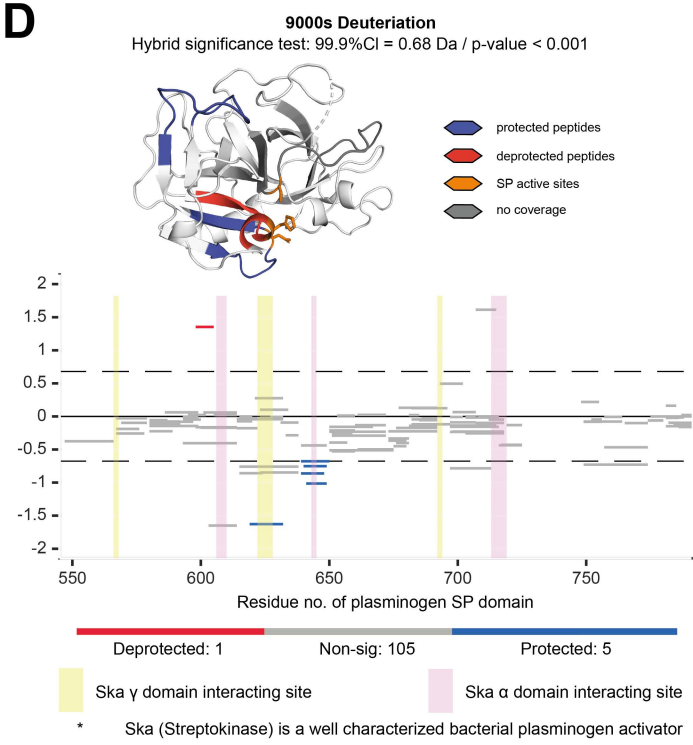 D
9000s Deuteriation
Hybrid significance test: 99.9%CI = 0.68 Da / p-value < 0.001
protected peptides
deprotected peptides
SP active sites
no coverage
2
1.5
1
0.5
0
-0.5
-1
-1.5
-2
550 600 650 700 750
Residue no. of plasminogen SP domain
Deprotected: 1 Non-sig: 105 Protected: 5
Ska γ domain interacting site Ska α domain interacting site
* Ska (Streptokinase) is a well characterized bacterial plasminogen activator